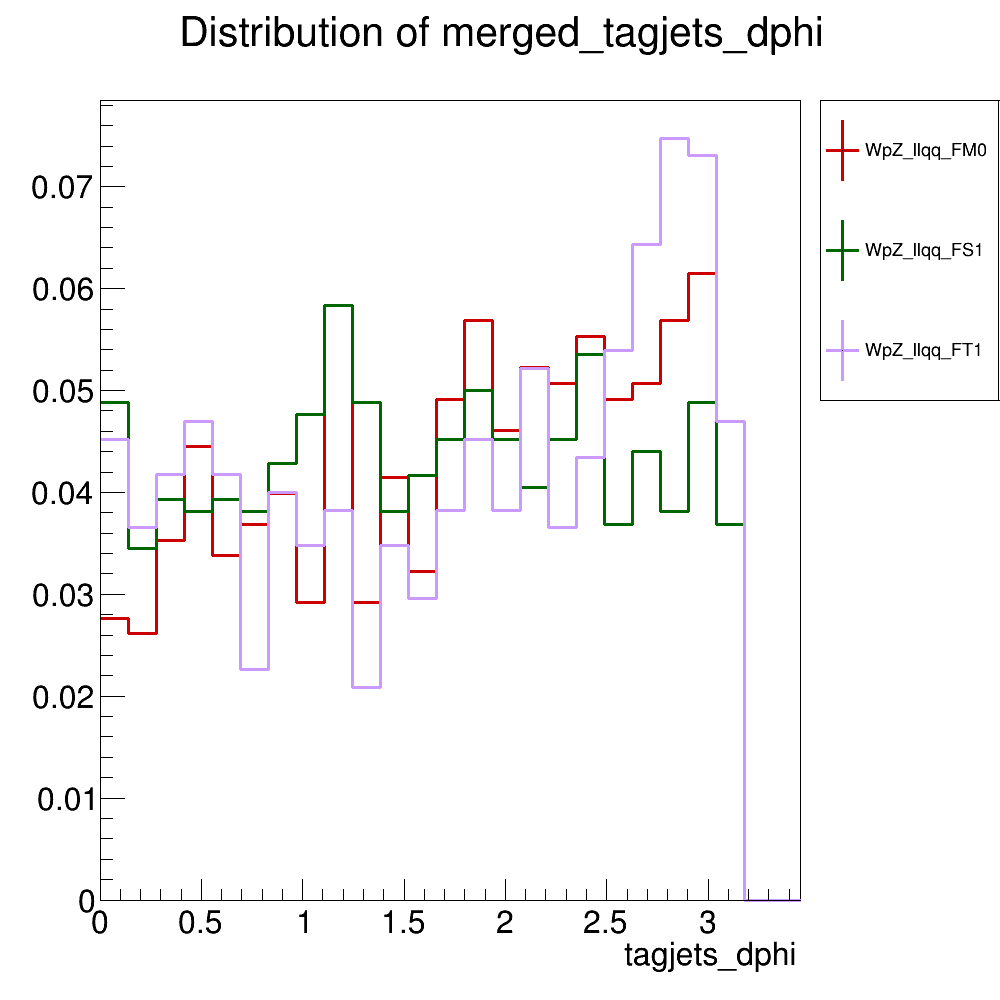 Distribution of merged_tagjets_dphi
WpZ_llqq_FM0
WpZ_llqq_FS1
WpZ_llqq_FT1
0.07
0.06
0.05
0.04
0.03
0.02
0.01
0
0 0.5 1 1.5 2 2.5 3
tagjets_dphi